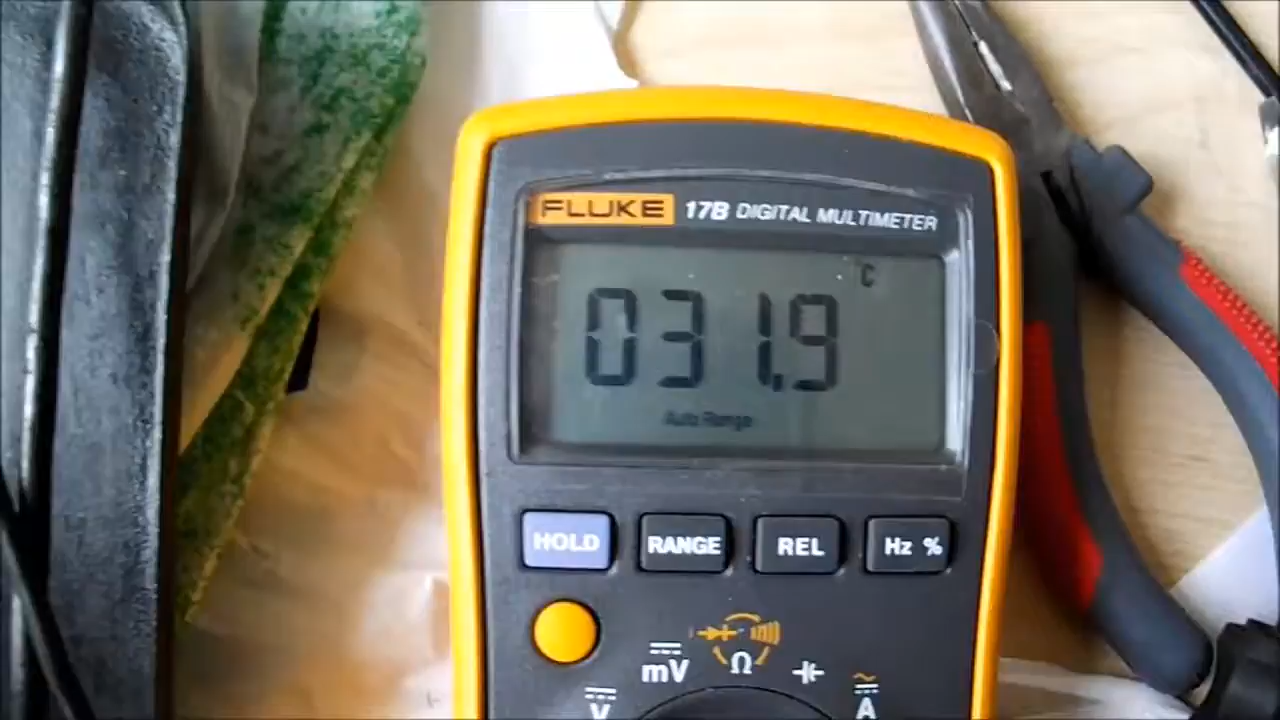 FLUKE 17B DIGITAL MULTIMETER
°C
031.9
Auto Range
HOLD RANGE REL Hz %
mV Ω
V A